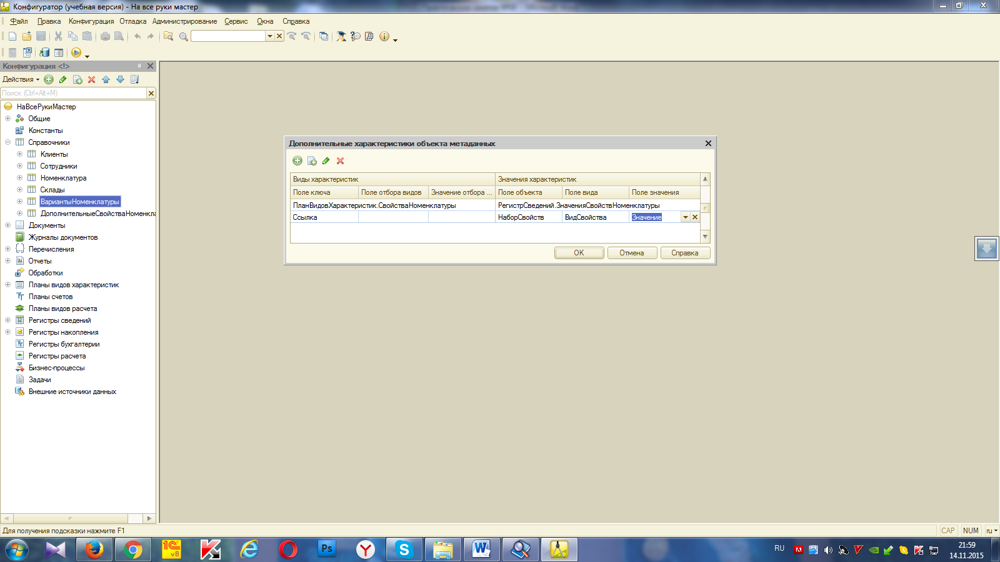 Конфигуратор (учебная версия) - На все руки мастер
Файл Правка Конфигурация Отладка Администрирование Сервис Окна Справка
Конфигурация <!>
Действия
Поиск (Ctrl+Alt+M)
НаВсеРукиМастер
Общие
Константы
Справочники
Клиенты
Сотрудники
Номенклатура
Склады
ВариантыНоменклатуры
ДополнительныеСвойстваНоменкла
Документы
Журналы документов
Перечисления
Отчеты
Обработки
Планы видов характеристик
Планы счетов
Планы видов расчета
Регистры сведений
Регистры накопления
Регистры бухгалтерии
Регистры расчета
Бизнес-процессы
Задачи
Внешние источники данных
Дополнительные характеристики объекта метаданных
Виды характеристик Значения характеристик
Поле ключа Поле отбора видов Значение отбора ... Поле объекта Поле вида Поле значения
ПланВидовХарактеристик.СвойстваНоменклатуры РегистрСведений.ЗначенияСвойствНоменклатуры
Ссылка НаборСвойств ВидСвойства Значение
OK Отмена Справка
Для получения подсказки нажмите F1
CAP NUM ru
1С v8
Ps
RU
21:59
14.11.2015